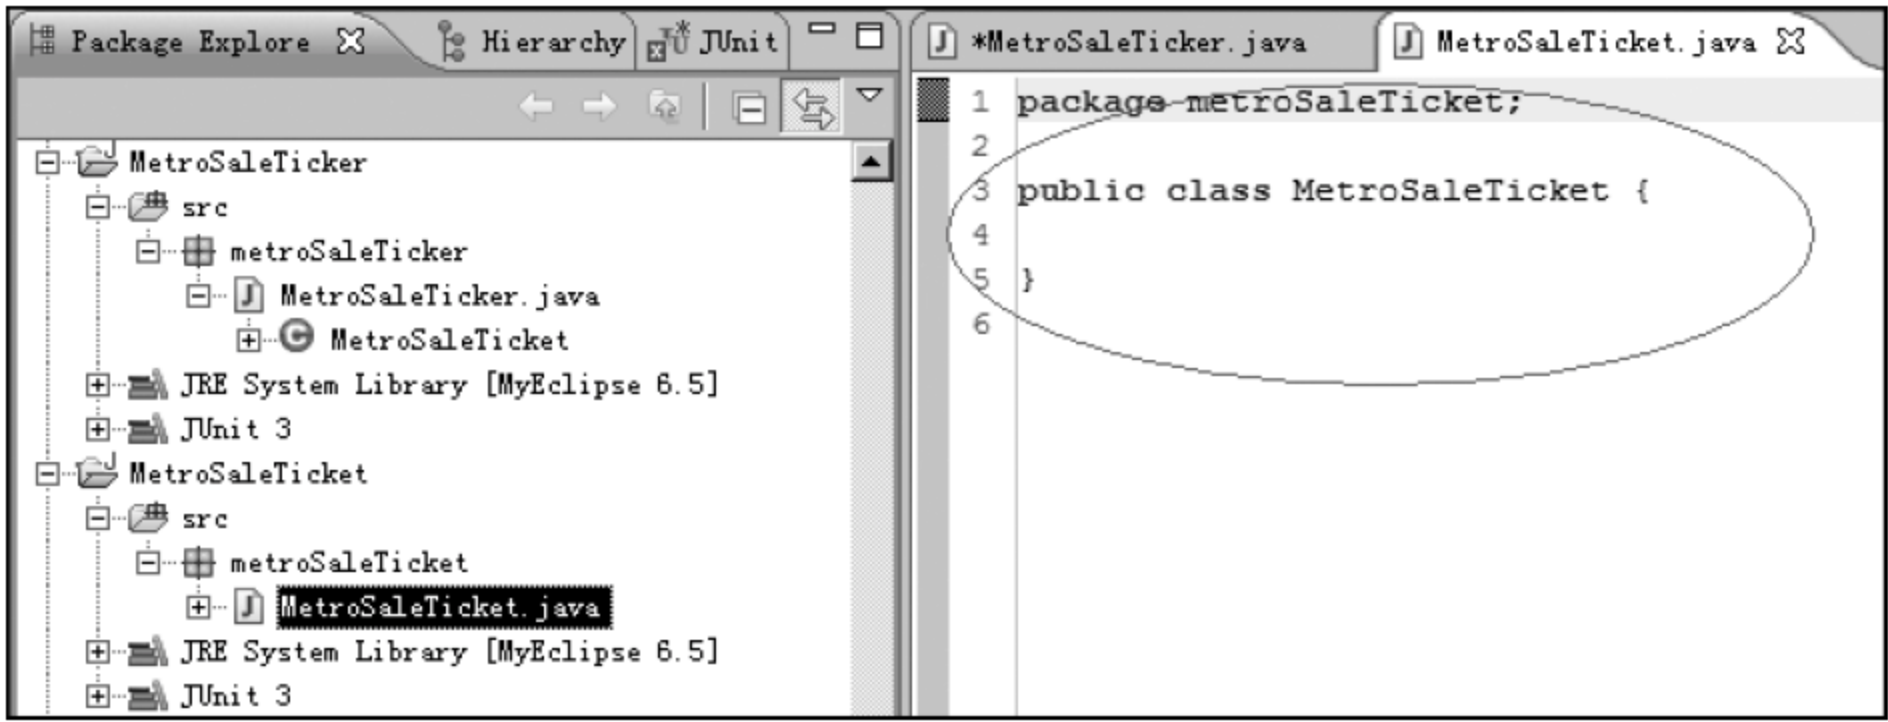 Package Explore
Hierarchy
JUnit
MetroSaleTicker
src
metroSaleTicker
MetroSaleTicker.java
MetroSaleTicket
JRE System Library [MyEclipse 6.5]
JUnit 3
MetroSaleTicket
src
metroSaleTicket
MetroSaleTicket.java
JRE System Library [MyEclipse 6.5]
JUnit 3
*MetroSaleTicker.java
MetroSaleTicket.java
1 package metroSaleTicket;
2
3 public class MetroSaleTicket {
4
5 }
6